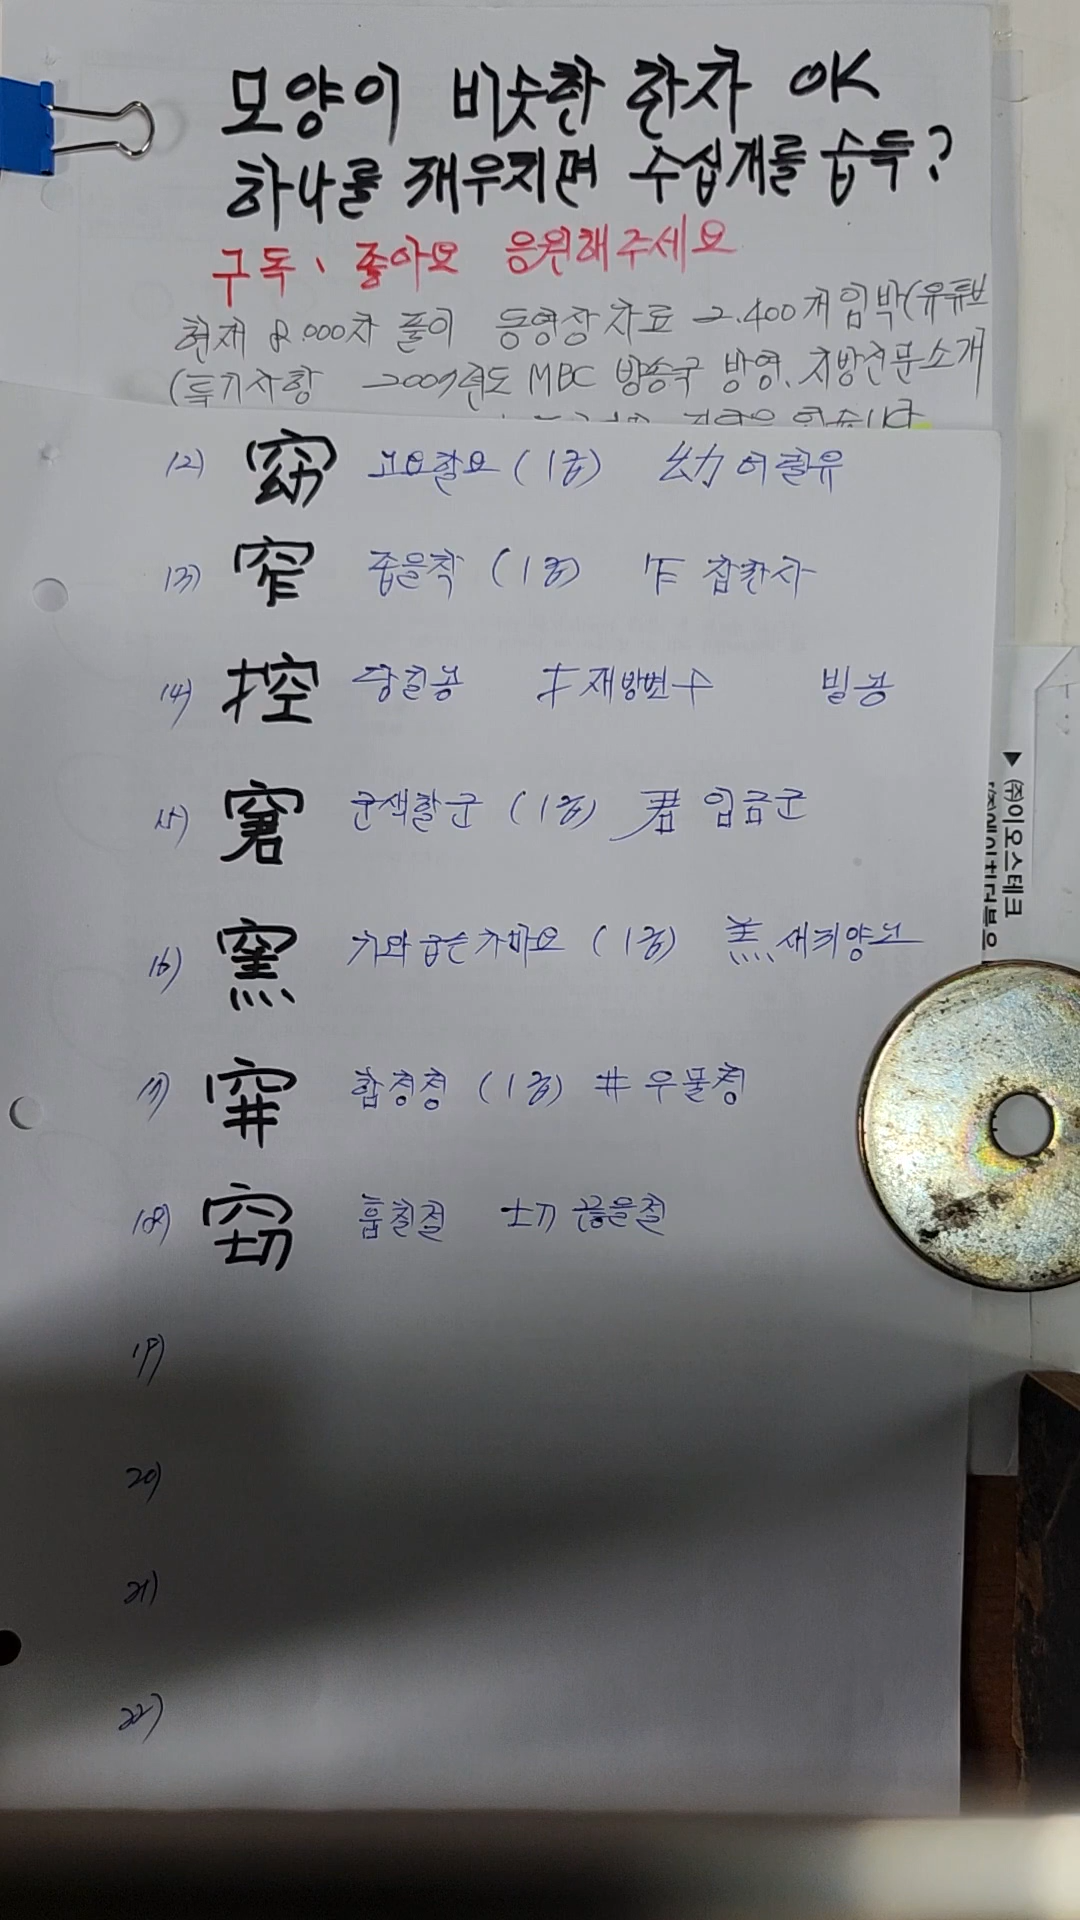 모양이 비슷한 한자 OK
하나를 깨우치면 수십개를 습득?
구독、좋아요 응원해주세요
현재 8.000자 풀이 동영상자료 2.400개 임박(유튜브
(특기사항 2009년도 MBC 방송국 방영、지방신문소개
12) 窈 고요할요 (1급) 幼 어릴유
13) 窄 좁을착 (1급) 乍 잠깐사
14) 控 당길공 扌재방변수 빌공
15) 窘 군색할군 (1급) 君 임금군
16) 窯 기와 굽는 가마요 (1급) 羔 새끼양고
17) 穽 함정정 (1급) 井 우물정
18) 窃 훔칠절 切 끊을절
19)
20)
21)
22)
▶ (주)이오스테크